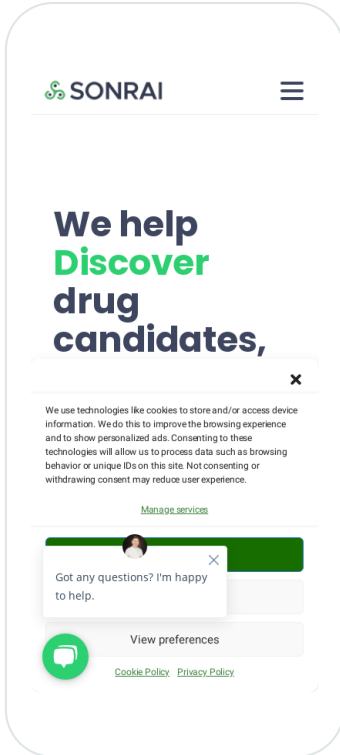 SONRAI
We help
Discover
drug
candidates,
We use technologies like cookies to store and/or access device
information. We do this to improve the browsing experience
and to show personalized ads. Consenting to these
technologies will allow us to process data such as browsing
behavior or unique IDs on this site. Not consenting or
withdrawing consent may reduce user experience.
Manage services
Got any questions? I'm happy
to help.
View preferences
Cookie Policy Privacy Policy